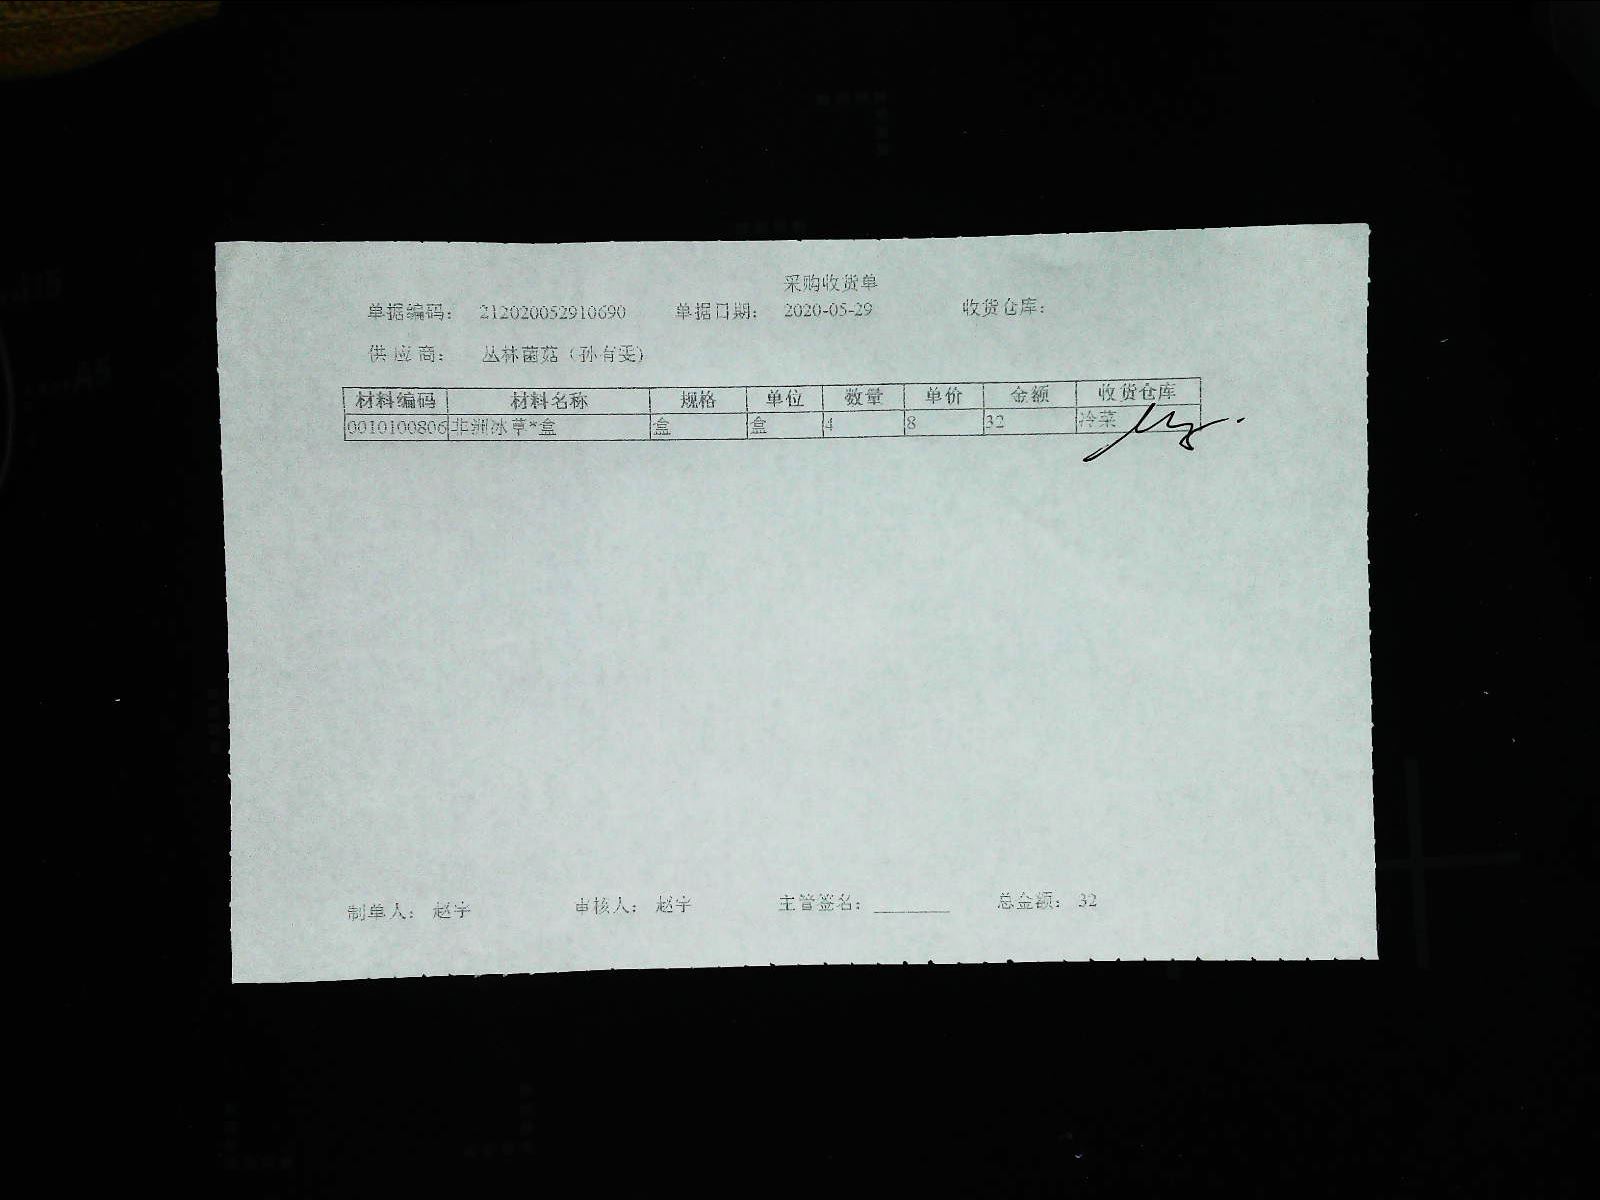 采购收货单
单据编码： 212020052910690 单据日期： 2020-05-29 收货仓库：
供 应 商： 丛林菌菇（孙有雯）
材料编码 材料名称 规格 单位 数量 单价 金额 收货仓库
0010100806 非洲冰草*盒 盒 盒 4 8 32 冷菜
制单人： 赵宇 审核人： 赵宇 主管签名： 总金额： 32